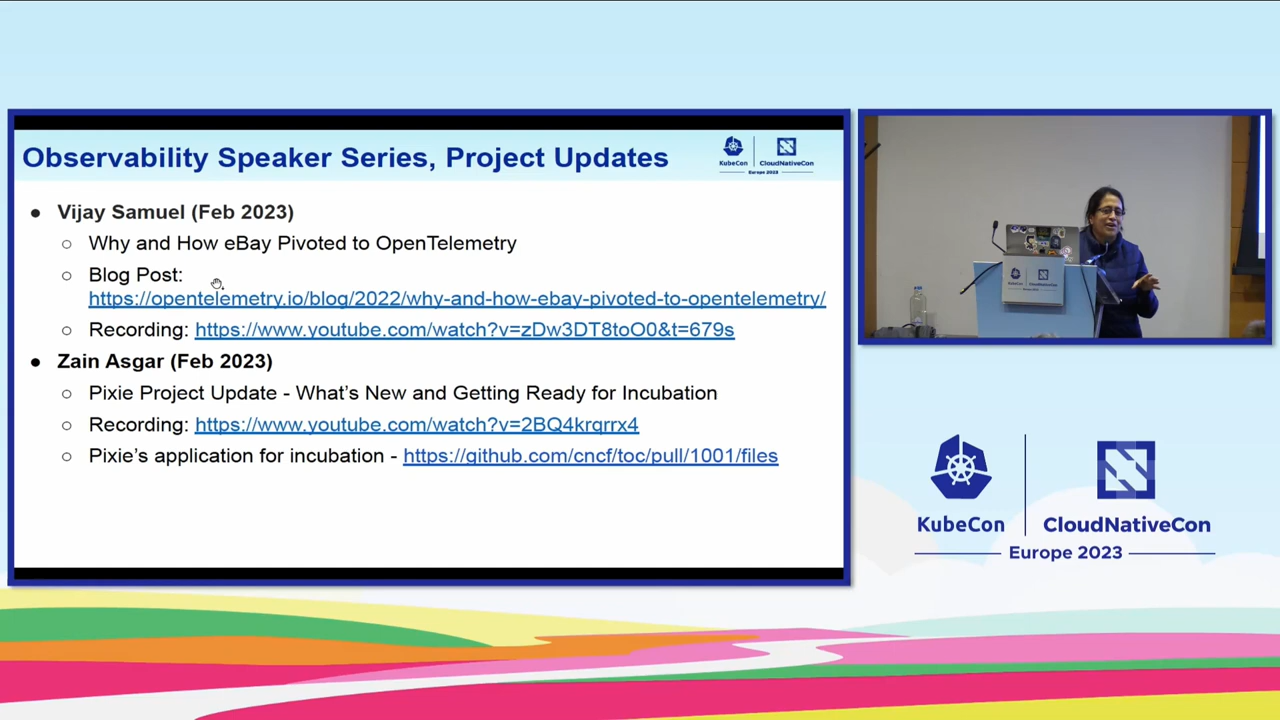 Observability Speaker Series, Project Updates
KubeCon
CloudNativeCon
Europe 2023
● Vijay Samuel (Feb 2023)
○ Why and How eBay Pivoted to OpenTelemetry
○ Blog Post:
https://opentelemetry.io/blog/2022/why-and-how-ebay-pivoted-to-opentelemetry/
○ Recording: https://www.youtube.com/watch?v=zDw3DT8toO0&t=679s
● Zain Asgar (Feb 2023)
○ Pixie Project Update - What’s New and Getting Ready for Incubation
○ Recording: https://www.youtube.com/watch?v=2BQ4krqrrx4
○ Pixie’s application for incubation - https://github.com/cncf/toc/pull/1001/files
KubeCon
CloudNativeCon
Europe 2023